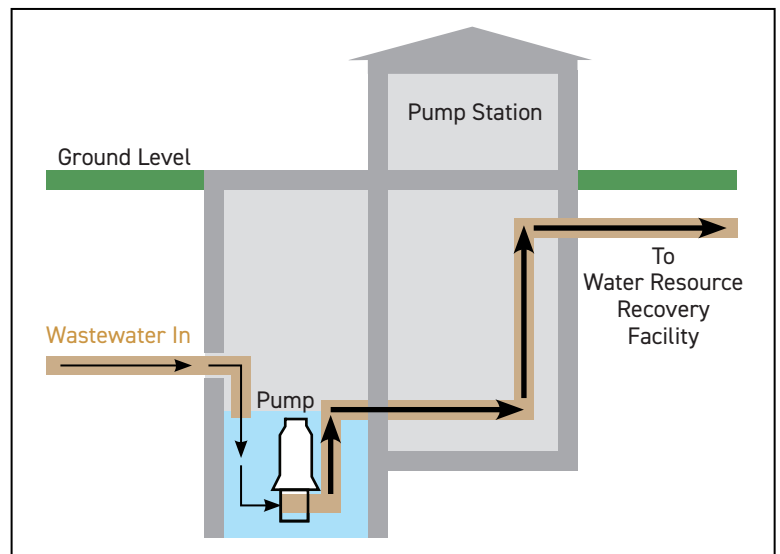 Pump Station
Ground Level
To
Water Resource
Recovery
Facility
Wastewater In
Pump